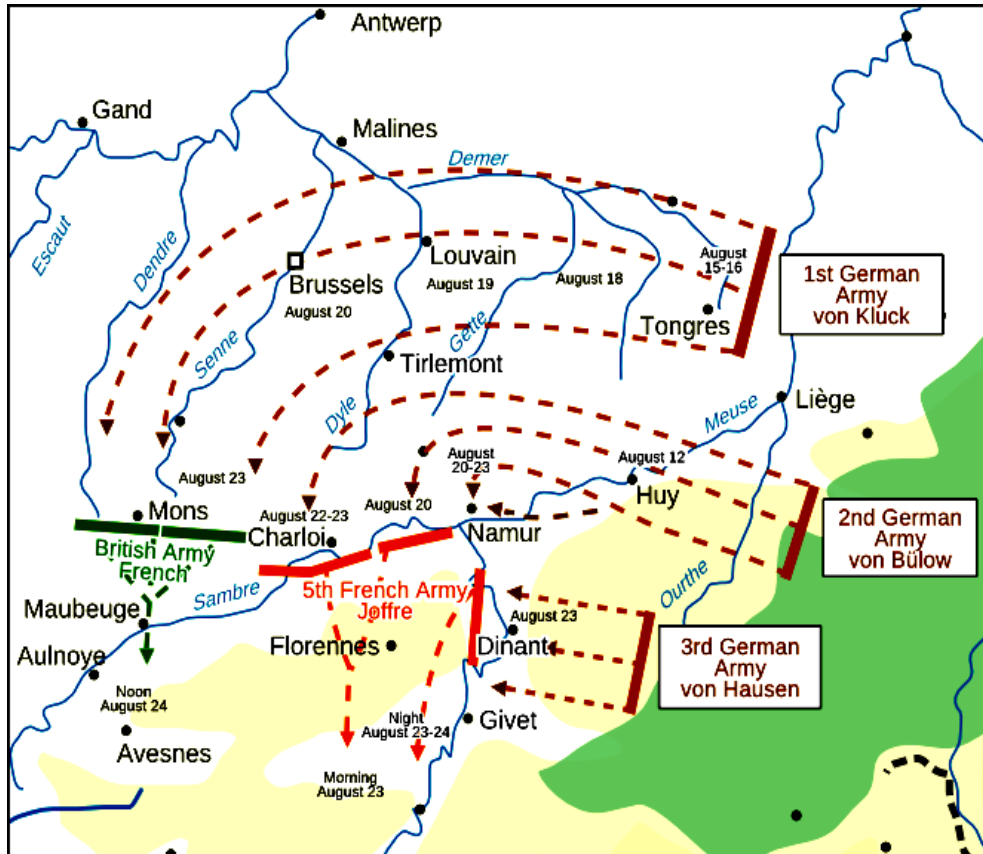 Antwerp
Gand
Malines
Demer
Escaut
Dendre
Louvain
August 19
August 18
August
15-16
Brussels
August 20
Tongres
1st German
Army
von Kluck
Senne
Gette
Tirlemont
Dyle
Meuse
Liège
August 23
August
20-23
August 12
Huy
Mons
August 22-23
August 20
Charloi
Namur
2nd German
Army
von Bülow
British Army
French
Sambre
5th French Army
Joffre
Ourthe
Maubeuge
August 23
Florennes
Dinant
3rd German
Army
von Hausen
Aulnoye
Noon
August 24
Night
August 23-24
Givet
Avesnes
Morning
August 23